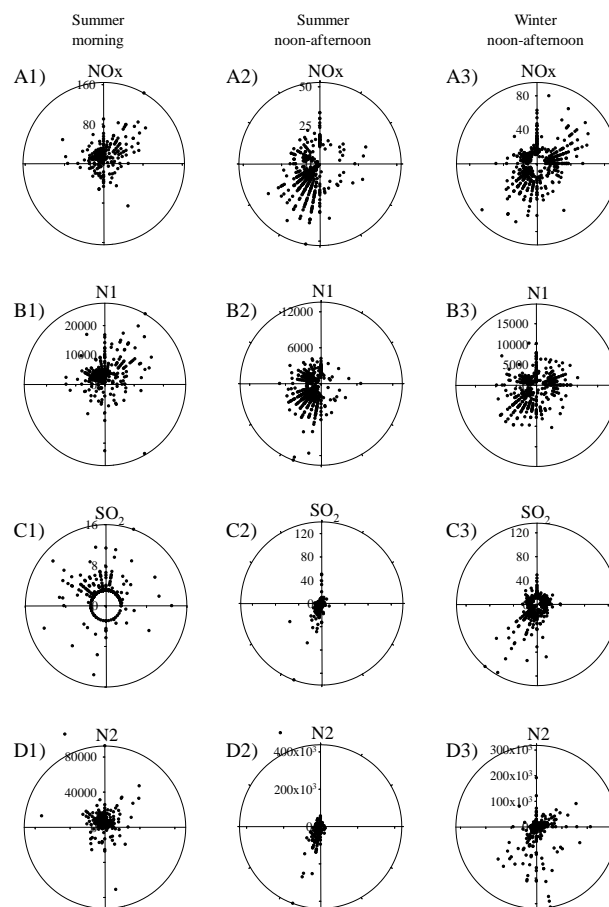 Summer
morning
Summer
noon-afternoon
Winter
noon-afternoon
A1)
NOx
160
80
A2)
NOx
50
25
A3)
NOx
80
40
B1)
N1
20000
10000
B2)
N1
12000
6000
B3)
N1
15000
10000
5000
C1)
SO2
16
8
0
C2)
SO2
120
80
40
0
C3)
SO2
120
80
40
0
D1)
N2
80000
40000
D2)
N2
400x10³
200x10³
0
D3)
N2
300x10³
200x10³
100x10³
0